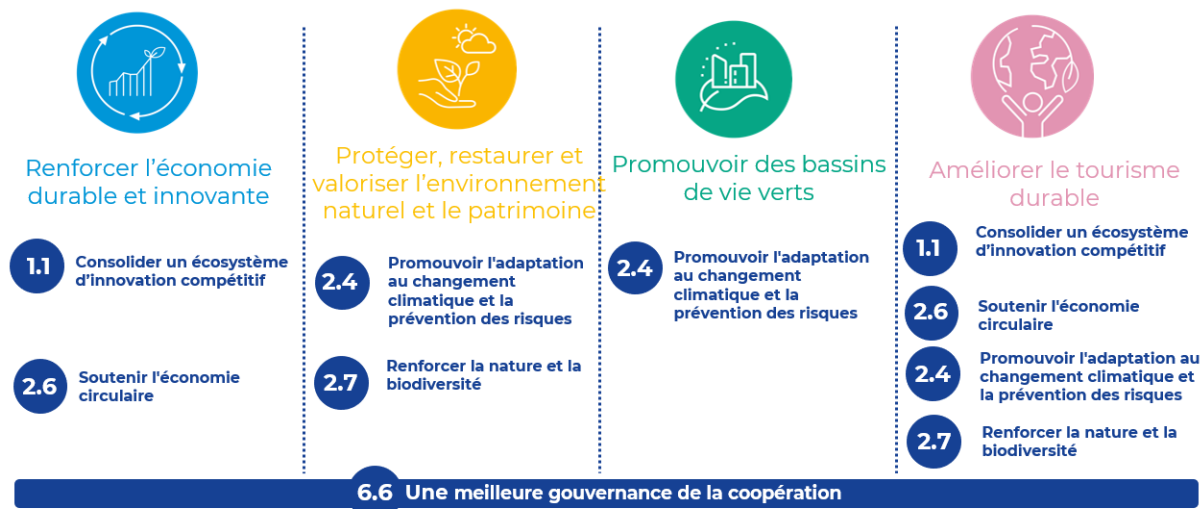 Renforcer l’économie
durable et innovante
1.1
Consolider un écosystème
d’innovation compétitif
2.6
Soutenir l'économie
circulaire
Protéger, restaurer et
valoriser l’environnement
naturel et le patrimoine
2.4
Promouvoir l'adaptation
au changement
climatique et la
prévention des risques
2.7
Renforcer la nature et la
biodiversité
Promouvoir des bassins
de vie verts
2.4
Promouvoir l'adaptation
au changement
climatique et la
prévention des risques
Améliorer le tourisme
durable
1.1
Consolider un écosystème
d’innovation compétitif
2.6
Soutenir l'économie
circulaire
2.4
Promouvoir l'adaptation au
changement climatique et
la prévention des risques
2.7
Renforcer la nature et la
biodiversité
6.6 Une meilleure gouvernance de la coopération